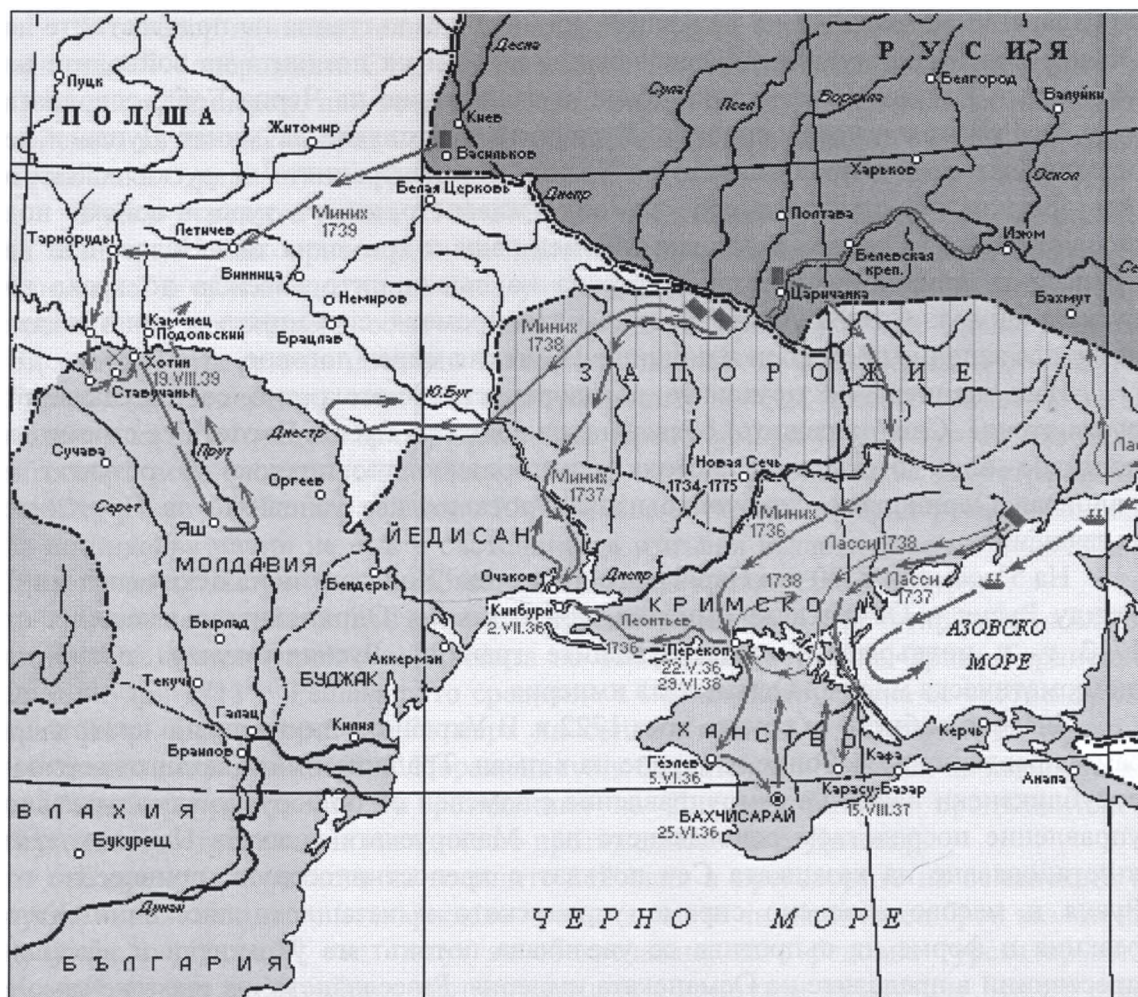 Десна
РУСИЯ
Луцк
ПОЛША
Житомир
Киев
Васильков
Сула
Псел
Ворскла
Белгород
Валуйки
Харьков
Оскол
Белая Церковь
Днепр
Миних
1739
Летичев
Тарноруды
Полтава
Изюм
Белевская
креп.
Винница
Немиров
Царичанка
Бахмут
Каменец
Подольский
Брацлав
Миних
1738
Хотин
19.VIII.39
Ставучаны
ЗАПОРОЖИЕ
Ю.Буг
Днестр
Сучава
Прут
Новая Сечь
1734-1775
Миних
1737
Оргеев
Серет
Яш
МОЛДАВИЯ
ЙЕДИСАН
Миних
1736
Ласси 1738
Бендеры
Очаков
Днепр
1738
Ласси
1737
Кинбурн
2.VII.36
КРИМСКО
Леонтьев
1736
АЗОВСКО
МОРЕ
Бырлад
Аккерман
Перекоп
22.V.36
29.VI.38
БУДЖАК
Текуч
Галац
Килия
ХАНСТВО
Браилов
Гёзлев
5.VI.36
Кафа
Керчь
Карасу-Базар
15.VIII.37
Анапа
ВЛАХИЯ
БАХЧИСАРАЙ
25.VI.36
Букурещ
Дунав
ЧЕРНО МОРЕ
БЪЛГАРИЯ